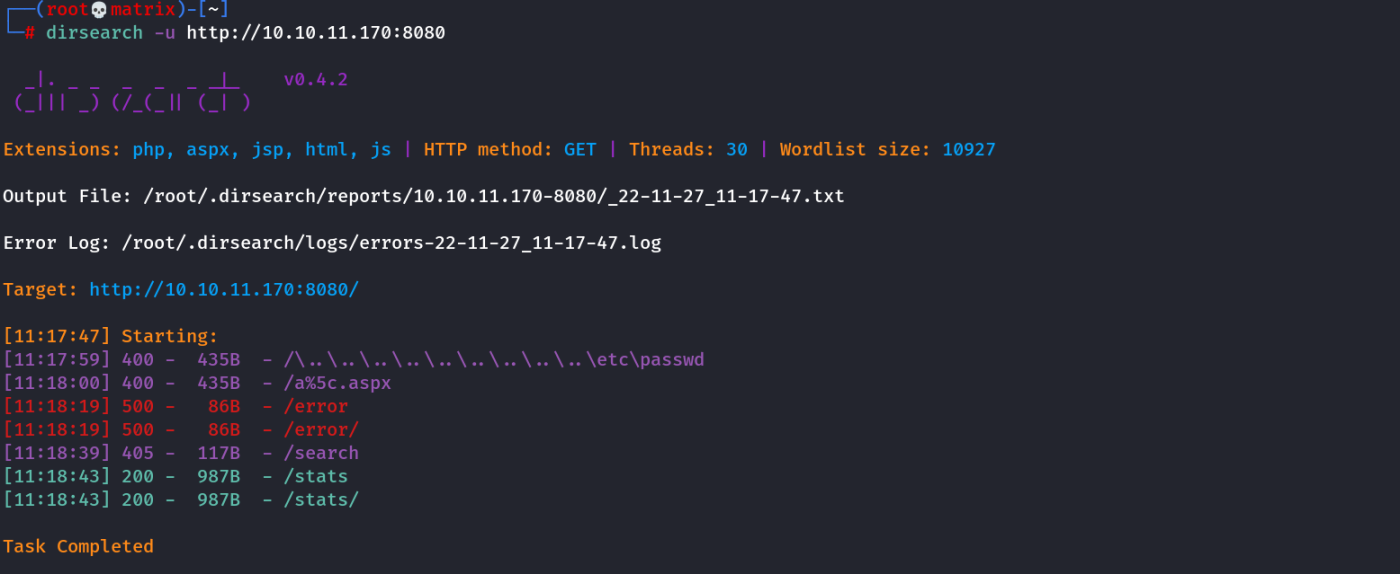 ┌──(root💀matrix)-[~]
└─# dirsearch -u http://10.10.11.170:8080
  _|. _ _  _  _  _ _|_    v0.4.2
 (_||| _) (/_(_|| (_| )
Extensions: php, aspx, jsp, html, js | HTTP method: GET | Threads: 30 | Wordlist size: 10927
Output File: /root/.dirsearch/reports/10.10.11.170-8080/_22-11-27_11-17-47.txt
Error Log: /root/.dirsearch/logs/errors-22-11-27_11-17-47.log
Target: http://10.10.11.170:8080/
[11:17:47] Starting:
[11:17:59] 400 -  435B  - /\..\..\..\..\..\..\..\..\..\etc\passwd
[11:18:00] 400 -  435B  - /a%5c.aspx
[11:18:19] 500 -   86B  - /error
[11:18:19] 500 -   86B  - /error/
[11:18:39] 405 -  117B  - /search
[11:18:43] 200 -  987B  - /stats
[11:18:43] 200 -  987B  - /stats/
Task Completed